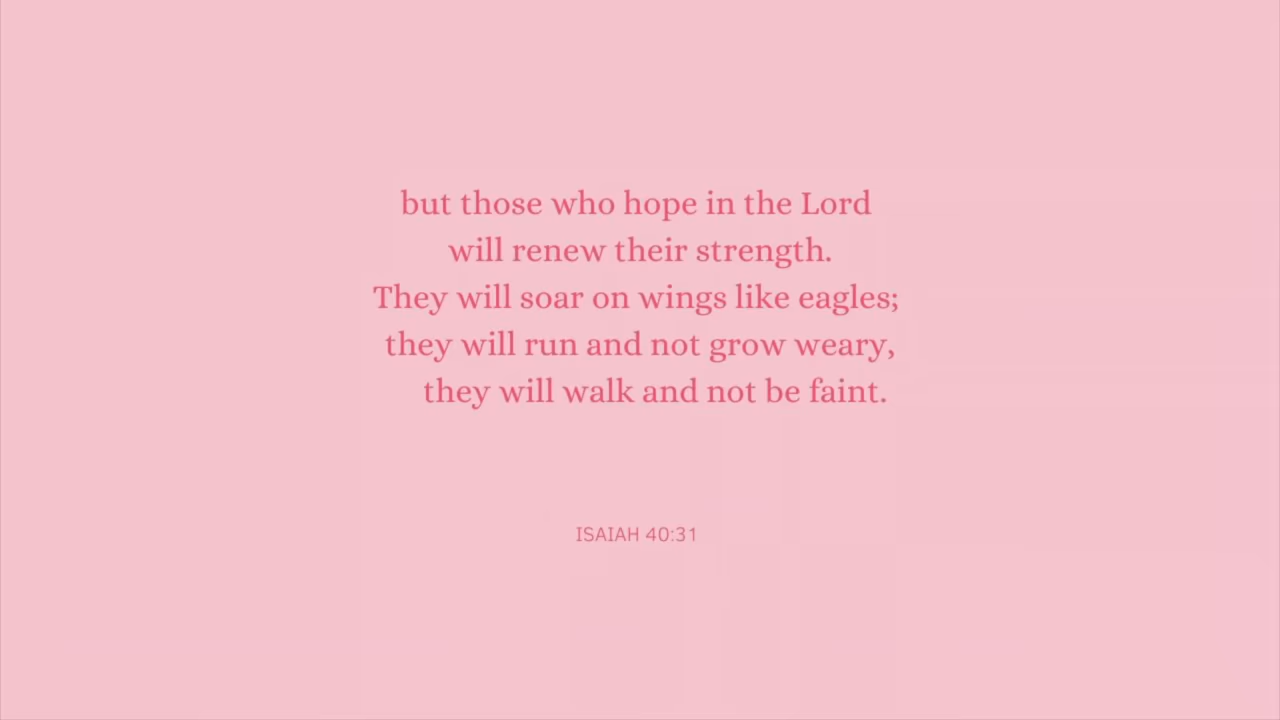 but those who hope in the Lord
will renew their strength.
They will soar on wings like eagles;
they will run and not grow weary,
they will walk and not be faint.
ISAIAH 40:31